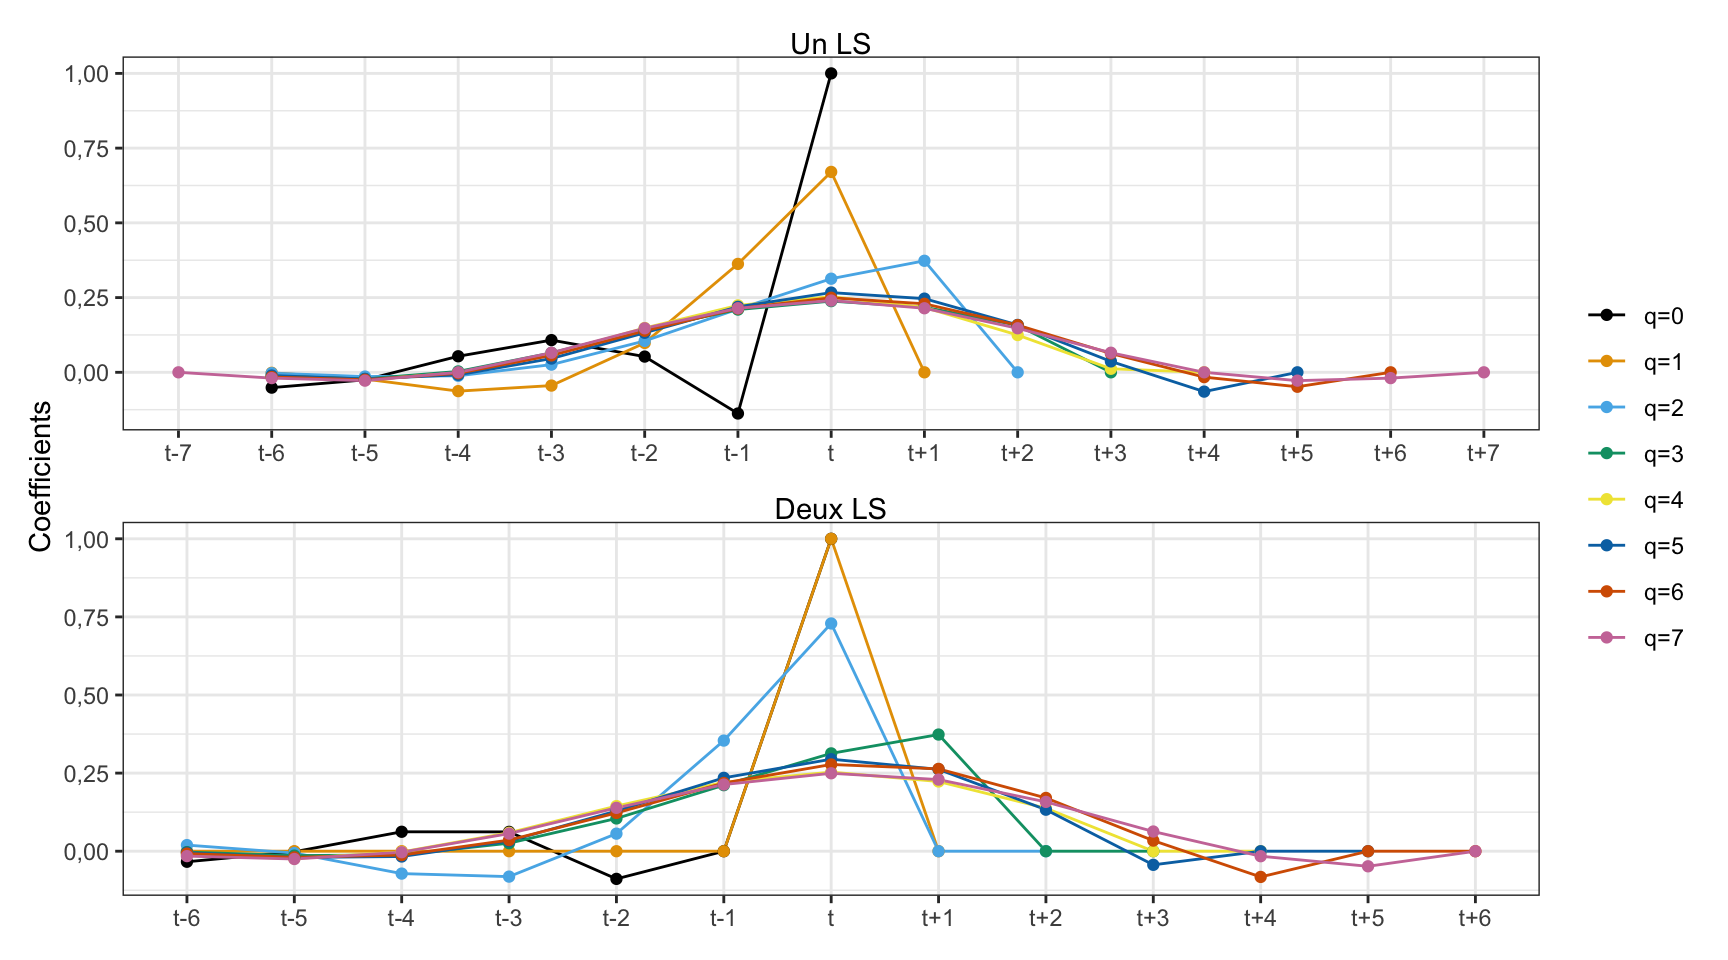 Un LS
1,00
0,75
0,50
0,25
0,00
t-7 t-6 t-5 t-4 t-3 t-2 t-1 t t+1 t+2 t+3 t+4 t+5 t+6 t+7
Coefficients
Deux LS
1,00
0,75
0,50
0,25
0,00
t-6 t-5 t-4 t-3 t-2 t-1 t t+1 t+2 t+3 t+4 t+5 t+6
q=0
q=1
q=2
q=3
q=4
q=5
q=6
q=7